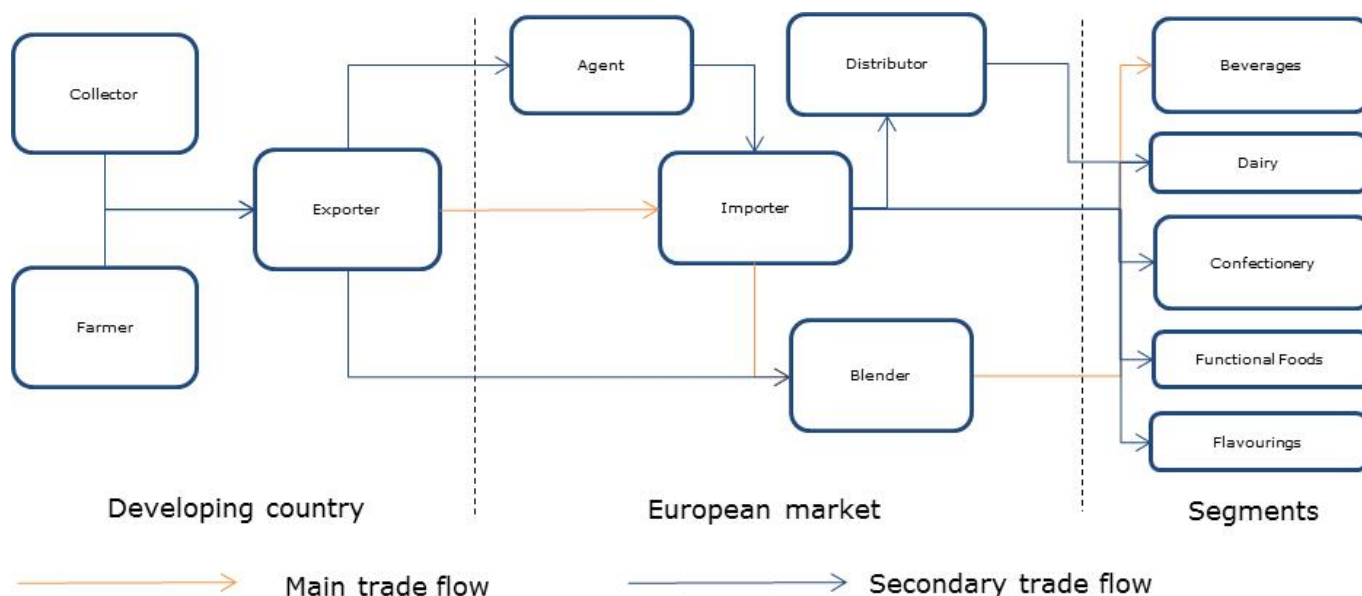 Collector
Farmer
Exporter
Agent
Importer
Distributor
Blender
Beverages
Dairy
Confectionery
Functional Foods
Flavourings
Developing country
European market
Segments
Main trade flow
Secondary trade flow